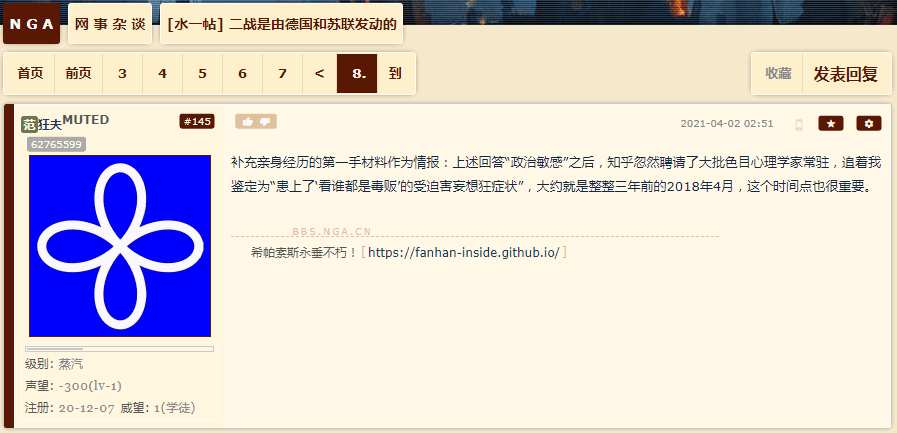 NGA 网事杂谈 [水一帖] 二战是由德国和苏联发动的
首页 前页 3 4 5 6 7 < 8. 到 收藏 发表回复
范狂夫MUTED #145 2021-04-02 02:51
62765599
补充亲身经历的第一手材料作为情报：上述回答“政治敏感”之后，知乎忽然聘请了大批色目心理学家常驻，追着我
鉴定为“患上了‘看谁都是毒贩’的受迫害妄想狂症状”，大约就是整整三年前的2018年4月，这个时间点也很重要。
BBS.NGA.CN
希帕索斯永垂不朽！[https://fanhan-inside.github.io/]
级别: 蒸汽
声望: -300(lv-1)
注册: 20-12-07 威望: 1(学徒)